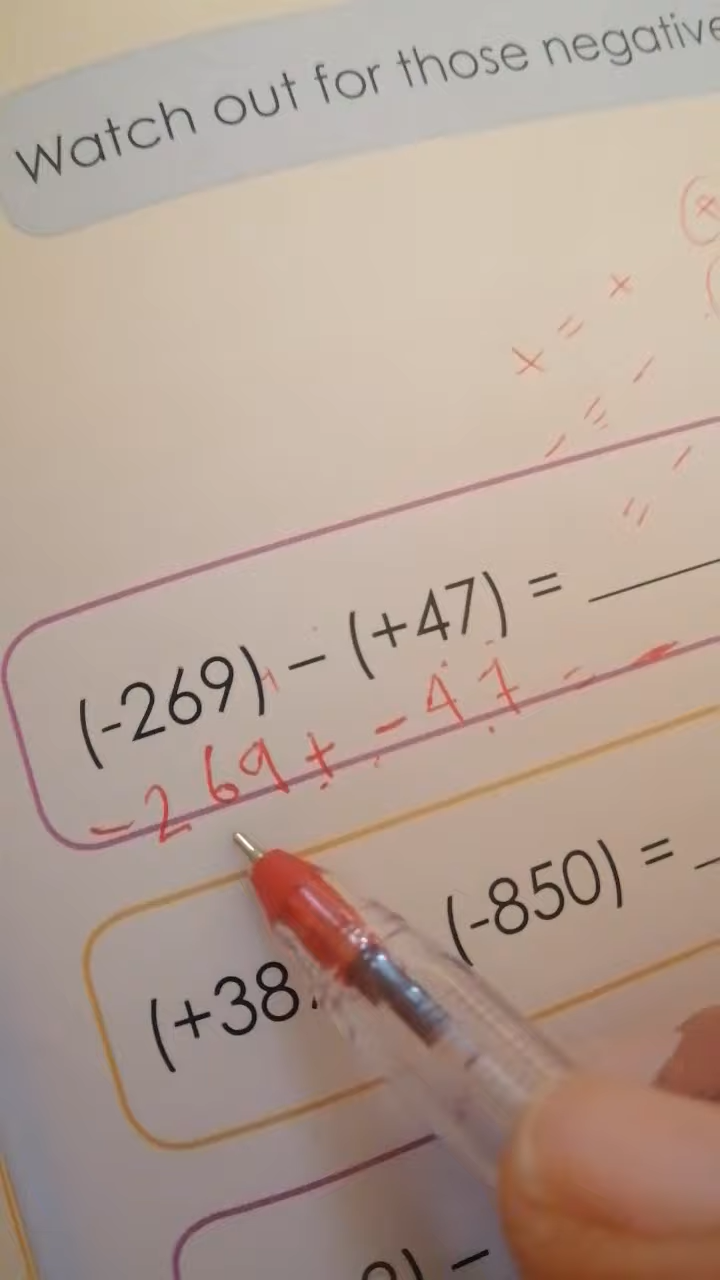 Watch out for those negative
x = x
(-269) - (+47) =
-269 + -47 = -
(+38
(-850) =